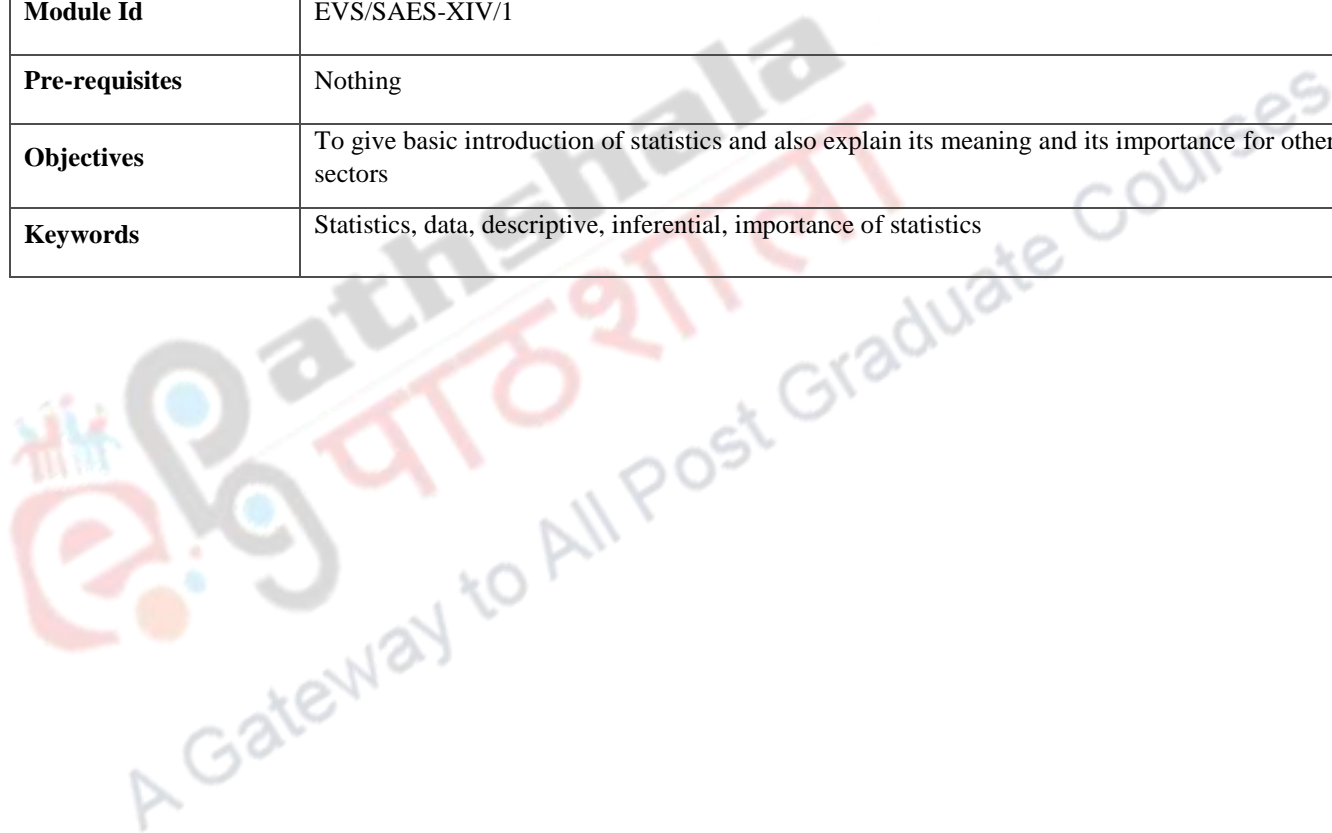 Module Id EVS/SAES-XIV/1
Pre-requisites Nothing
Objectives To give basic introduction of statistics and also explain its meaning and its importance for other
sectors
Keywords Statistics, data, descriptive, inferential, importance of statistics
ePathshala
पाठशाला
A Gateway to All Post Graduate Courses